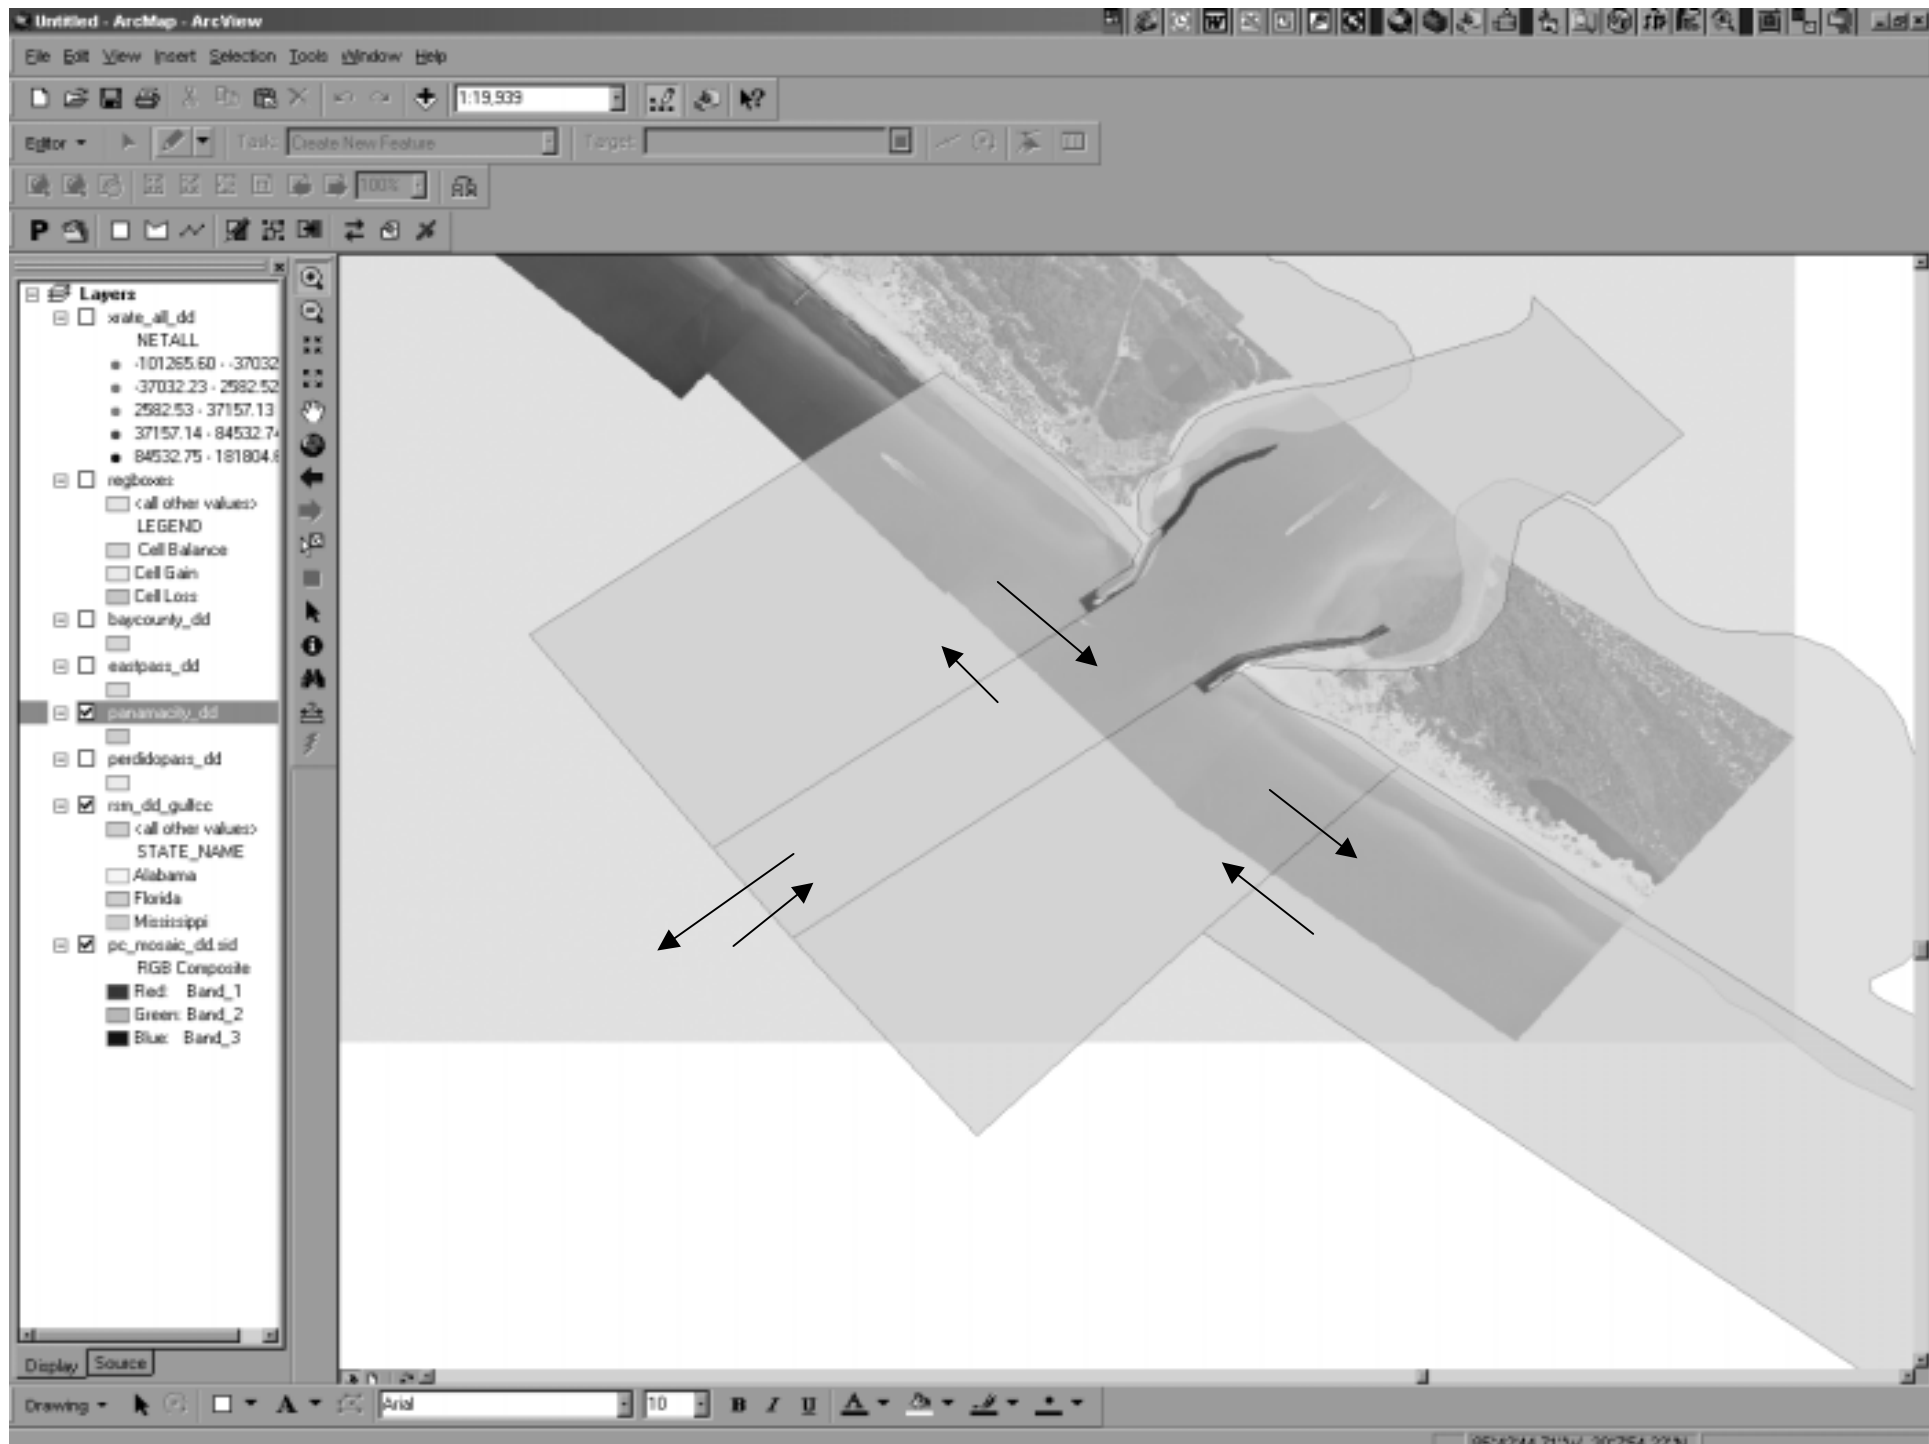 Untitled - ArcMap - ArcView
File Edit View Insert Selection Tools Window Help
1:19,939
Editor Task: Create New Feature Target:
100%
P
Layers
xrate_all_dd
NETALL
-101265.60 - -37032
-37032.23 - 2582.52
2582.53 - 37157.13
37157.14 - 84532.74
84532.75 - 181804.6
regboxes
<all other values>
LEGEND
Cell Balance
Cell Gain
Cell Loss
baycounty_dd
eastpass_dd
panamacity_dd
perdidopass_dd
rsm_dd_gulfcc
<all other values>
STATE_NAME
Alabama
Florida
Mississippi
pc_mosaic_dd.sid
RGB Composite
Red: Band_1
Green: Band_2
Blue: Band_3
Display Source
Drawing A Arial 10 B I U A